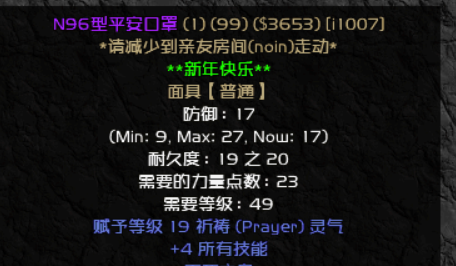 N96型平安口罩 (1) (99) ($3653) [i1007]
*请减少到亲友房间(noin)走动*
**新年快乐**
面具【普通】
防御：17
(Min: 9, Max: 27, Now: 17)
耐久度：19 之 20
需要的力量点数：23
需要等级：49
赋予等级 19 祈祷 (Prayer) 灵气
+4 所有技能